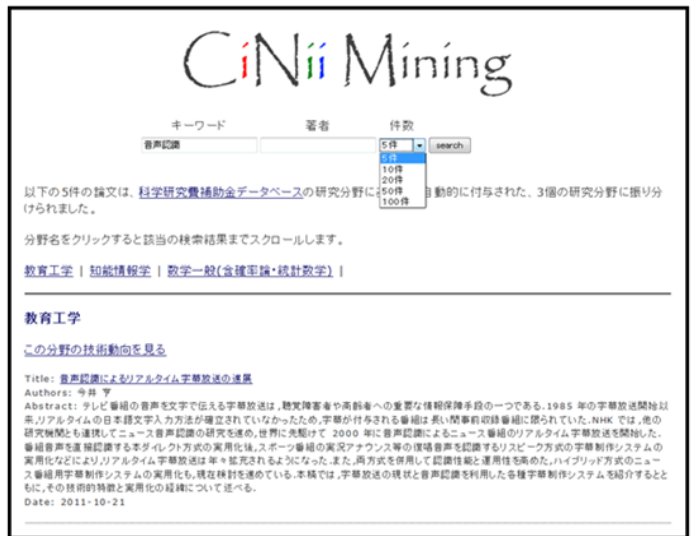 CiNii Mining
キーワード 著者 件数
音声認識 5件 search
5件
10件
20件
50件
100件
以下の5件の論文は、科学研究費補助金データベースの研究分野に 自動的に付与された、3個の研究分野に振り分
けられました。
分野名をクリックすると該当の検索結果までスクロールします。
教育工学 | 知能情報学 | 数学一般(含確率論・統計数学) |
教育工学
この分野の技術動向を見る
Title: 音声認識によるリアルタイム字幕放送の進展
Authors: 今井 亨
Abstract: テレビ番組の音声を文字で伝える字幕放送は,聴覚障害者や高齢者への重要な情報保障手段の一つである.1985 年の字幕放送開始以
来,リアルタイムの日本語文字入力方法が確立されていなかったため,字幕が付与される番組は長い間事前収録番組に限られていた.NHK では,他の
研究機関とも連携してニュース音声認識の研究を進め,世界に先駆けて 2000 年に音声認識によるニュース番組のリアルタイム字幕放送を開始した.
番組音声を直接認識する本ダイレクト方式の実用化後,スポーツ番組の実況アナウンス等の復唱音声を認識するリスピーク方式の字幕制作システムの
実用化などにより,リアルタイム字幕放送は年々拡充されるようになった.また,両方式を併用して認識性能と運用性を高めた,ハイブリッド方式のニュー
ス番組用字幕制作システムの実用化も,現在検討を進めている.本稿では,字幕放送の現状と音声認識を利用した各種字幕制作システムを紹介するとと
もに,その技術的特徴と実用化の経緯について述べる.
Date: 2011-10-21